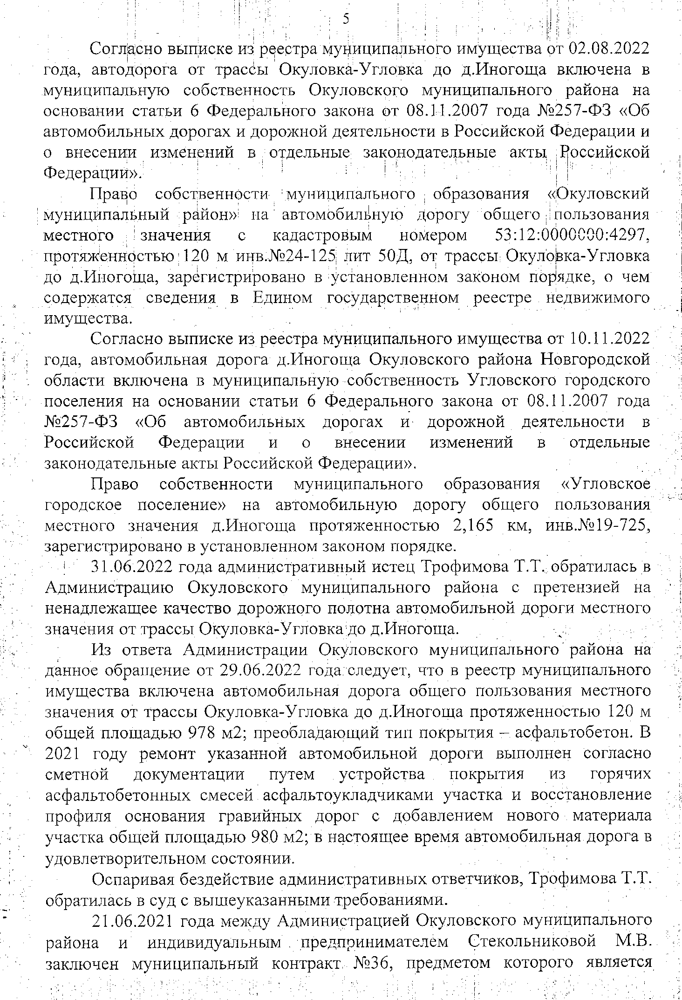 5
Согласно выписке из реестра муниципального имущества от 02.08.2022
года, автодорога от трассы Окуловка-Угловка до д.Иногоща включена в
муниципальную собственность Окуловского муниципального района на
основании статьи 6 Федерального закона от 08.11.2007 года №257-ФЗ «Об
автомобильных дорогах и дорожной деятельности в Российской Федерации и
о внесении изменений в отдельные законодательные акты Российской
Федерации».
Право собственности муниципального образования «Окуловский
муниципальный район» на автомобильную дорогу общего пользования
местного значения с кадастровым номером 53:12:0000000:4297,
протяженностью 120 м инв.№24-125 лит 50Д, от трассы Окуловка-Угловка
до д.Иногоща, зарегистрировано в установленном законом порядке, о чем
содержатся сведения в Едином государственном реестре недвижимого
имущества.
Согласно выписке из реестра муниципального имущества от 10.11.2022
года, автомобильная дорога д.Иногоща Окуловского района Новгородской
области включена в муниципальную собственность Угловского городского
поселения на основании статьи 6 Федерального закона от 08.11.2007 года
№257-ФЗ «Об автомобильных дорогах и дорожной деятельности в
Российской Федерации и о внесении изменений в отдельные
законодательные акты Российской Федерации».
Право собственности муниципального образования «Угловское
городское поселение» на автомобильную дорогу общего пользования
местного значения д.Иногоща протяженностью 2,165 км, инв.№19-725,
зарегистрировано в установленном законом порядке.
31.06.2022 года административный истец Трофимова Т.Т. обратилась в
Администрацию Окуловского муниципального района с претензией на
ненадлежащее качество дорожного полотна автомобильной дороги местного
значения от трассы Окуловка-Угловка до д.Иногоща.
Из ответа Администрации Окуловского муниципального района на
данное обращение от 29.06.2022 года следует, что в реестр муниципального
имущества включена автомобильная дорога общего пользования местного
значения от трассы Окуловка-Угловка до д.Иногоща протяженностью 120 м
общей площадью 978 м2; преобладающий тип покрытия – асфальтобетон. В
2021 году ремонт указанной автомобильной дороги выполнен согласно
сметной документации путем устройства покрытия из горячих
асфальтобетонных смесей асфальтоукладчиками участка и восстановление
профиля основания гравийных дорог с добавлением нового материала
участка общей площадью 980 м2; в настоящее время автомобильная дорога в
удовлетворительном состоянии.
Оспаривая бездействие административных ответчиков, Трофимова Т.Т.
обратилась в суд с вышеуказанными требованиями.
21.06.2021 года между Администрацией Окуловского муниципального
района и индивидуальным предпринимателем Стекольниковой М.В.
заключен муниципальный контракт №36, предметом которого является